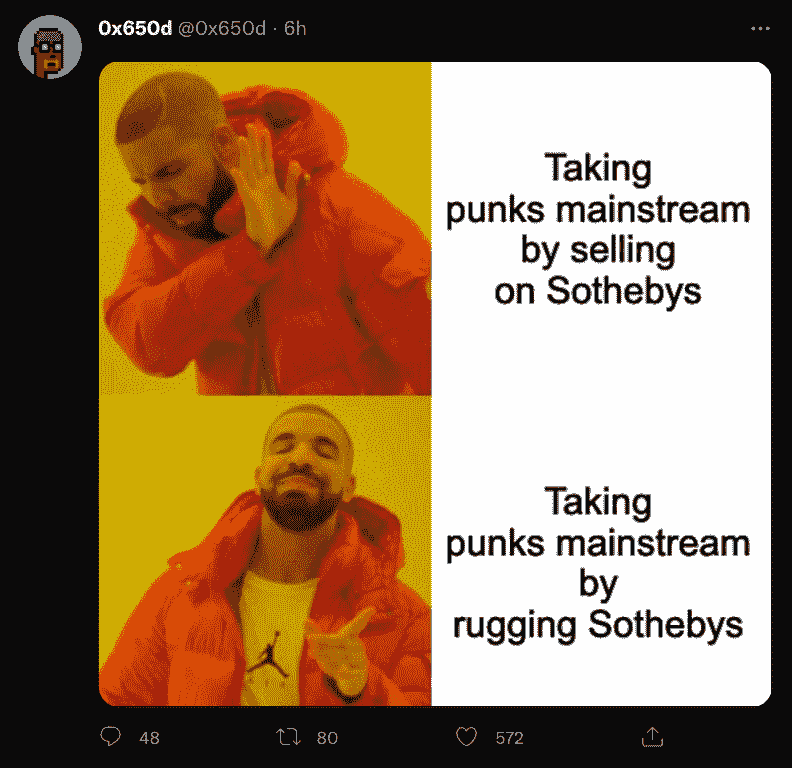 0x650d @0x650d · 6h
Taking
punks mainstream
by selling
on Sothebys
Taking
punks mainstream
by
rugging Sothebys
48 80 572